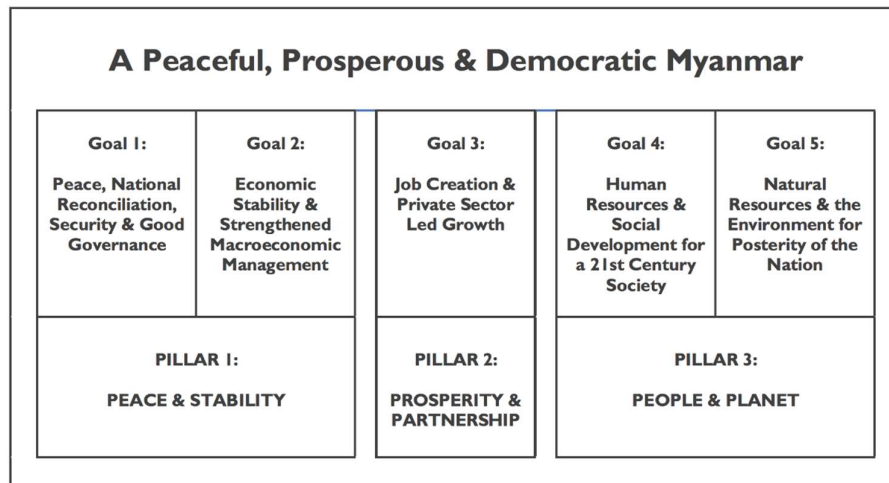 A Peaceful, Prosperous & Democratic Myanmar
Goal 1:
Peace, National
Reconciliation,
Security & Good
Governance
Goal 2:
Economic
Stability &
Strengthened
Macroeconomic
Management
Goal 3:
Job Creation &
Private Sector
Led Growth
Goal 4:
Human
Resources &
Social
Development for
a 21st Century
Society
Goal 5:
Natural
Resources & the
Environment for
Posterity of the
Nation
PILLAR 1:
PEACE & STABILITY
PILLAR 2:
PROSPERITY &
PARTNERSHIP
PILLAR 3:
PEOPLE & PLANET